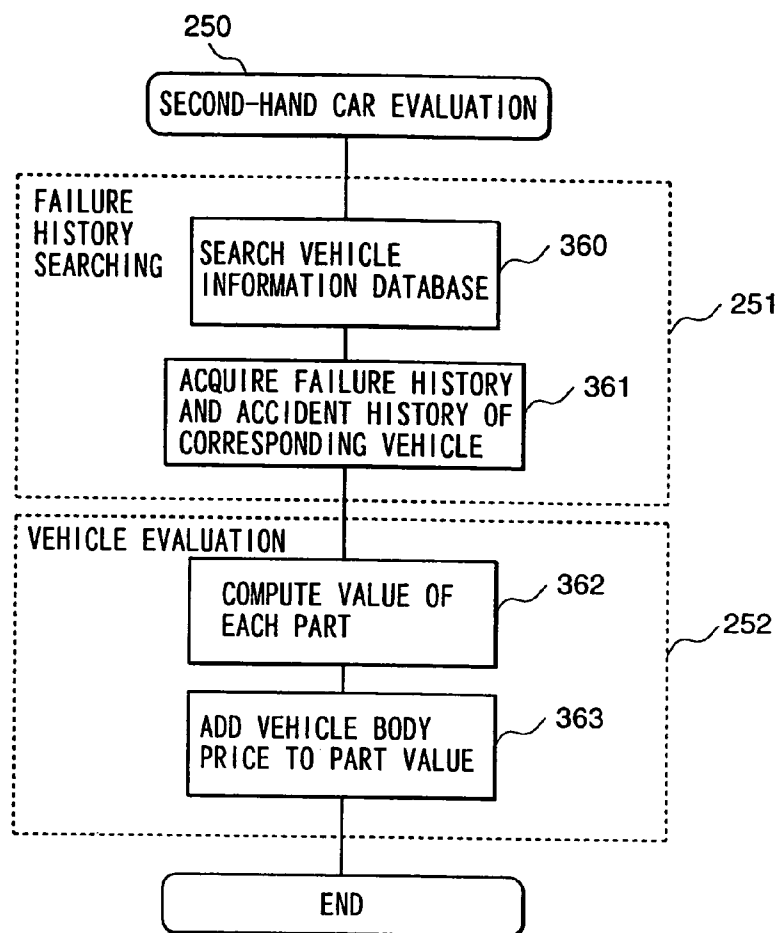 250
SECOND-HAND CAR EVALUATION
FAILURE
HISTORY
SEARCHING
SEARCH VEHICLE
INFORMATION DATABASE
360
251
ACQUIRE FAILURE HISTORY
AND ACCIDENT HISTORY OF
CORRESPONDING VEHICLE
361
VEHICLE EVALUATION
COMPUTE VALUE OF
EACH PART
362
252
ADD VEHICLE BODY
PRICE TO PART VALUE
363
END